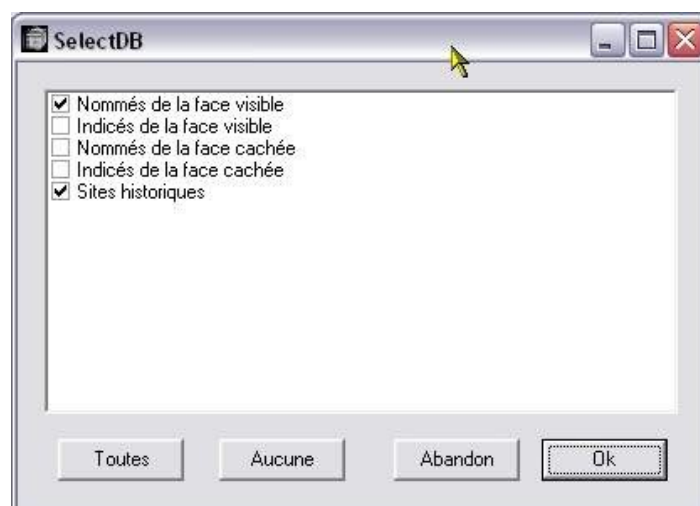 SelectDB
Nommés de la face visible
Indicés de la face visible
Nommés de la face cachée
Indicés de la face cachée
Sites historiques
Toutes Aucune Abandon Ok